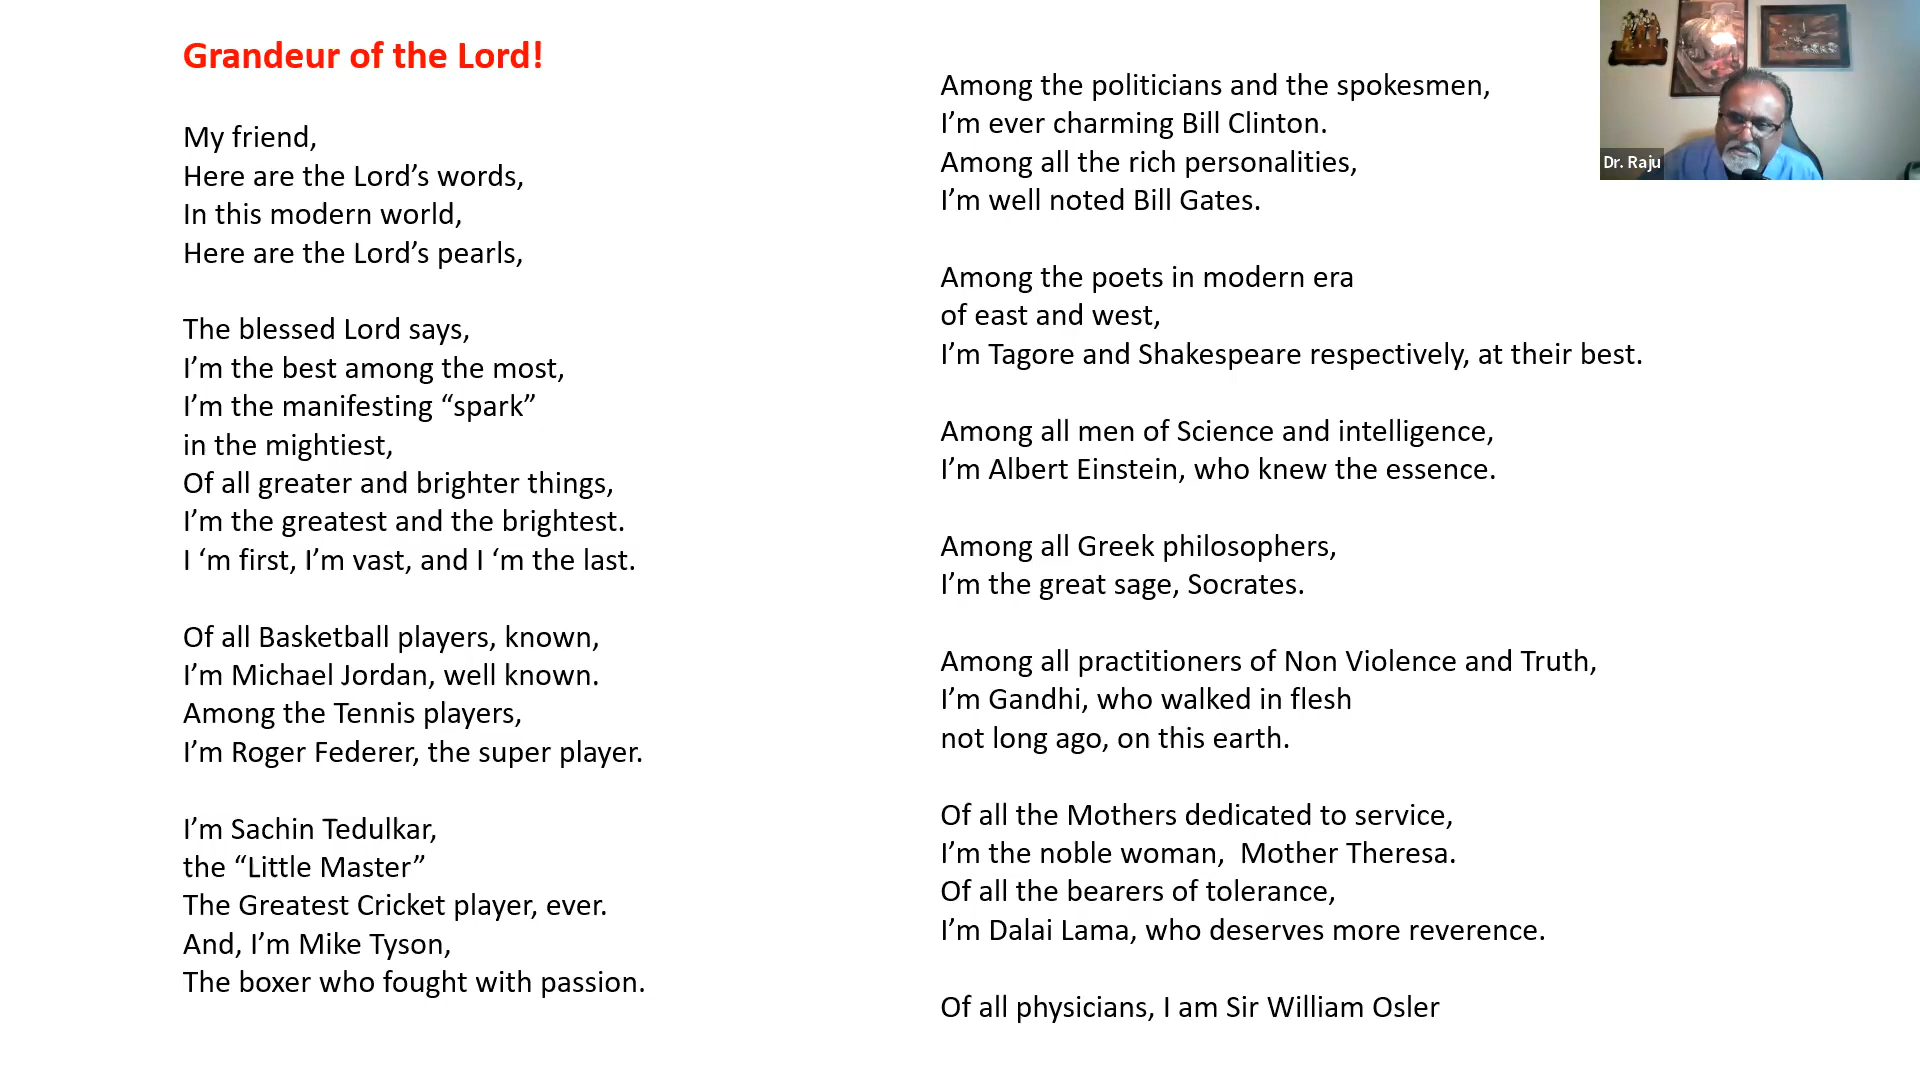 Grandeur of the Lord!
My friend,
Here are the Lord’s words,
In this modern world,
Here are the Lord’s pearls,
The blessed Lord says,
I’m the best among the most,
I’m the manifesting “spark”
in the mightiest,
Of all greater and brighter things,
I’m the greatest and the brightest.
I ‘m first, I’m vast, and I ‘m the last.
Of all Basketball players, known,
I’m Michael Jordan, well known.
Among the Tennis players,
I’m Roger Federer, the super player.
I’m Sachin Tedulkar,
the “Little Master”
The Greatest Cricket player, ever.
And, I’m Mike Tyson,
The boxer who fought with passion.
Among the politicians and the spokesmen,
I’m ever charming Bill Clinton.
Among all the rich personalities,
I’m well noted Bill Gates.
Among the poets in modern era
of east and west,
I’m Tagore and Shakespeare respectively, at their best.
Among all men of Science and intelligence,
I’m Albert Einstein, who knew the essence.
Among all Greek philosophers,
I’m the great sage, Socrates.
Among all practitioners of Non Violence and Truth,
I’m Gandhi, who walked in flesh
not long ago, on this earth.
Of all the Mothers dedicated to service,
I’m the noble woman,  Mother Theresa.
Of all the bearers of tolerance,
I’m Dalai Lama, who deserves more reverence.
Of all physicians, I am Sir William Osler
Dr. Raju